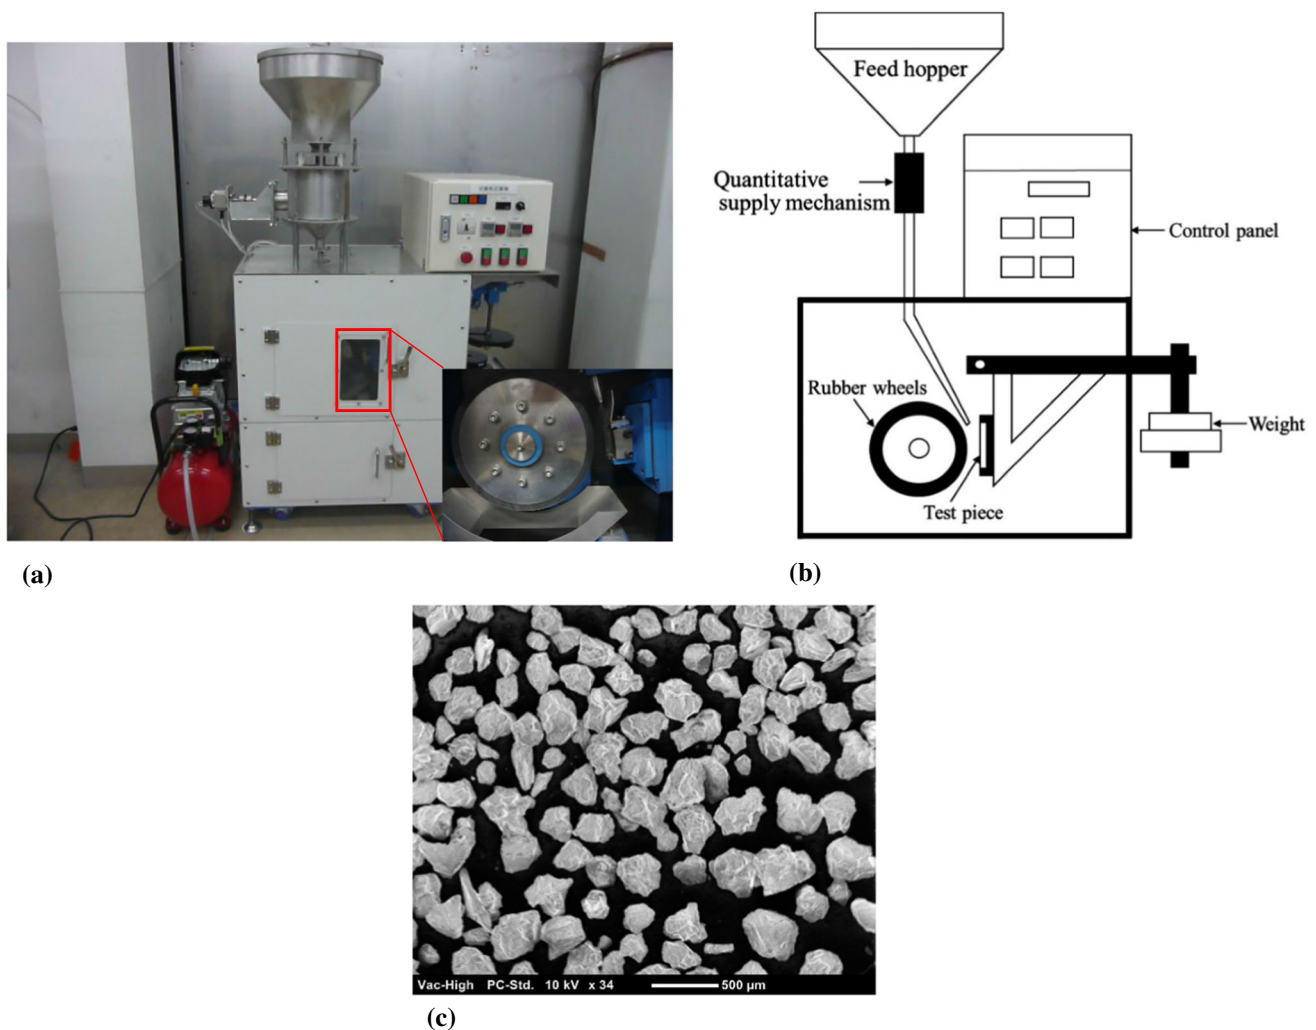 Feed hopper
Quantitative
supply mechanism
Control panel
Rubber wheels
Weight
Test piece
(a)
(b)
Vac-High PC-Std. 10 kV x 34 500 µm
(c)